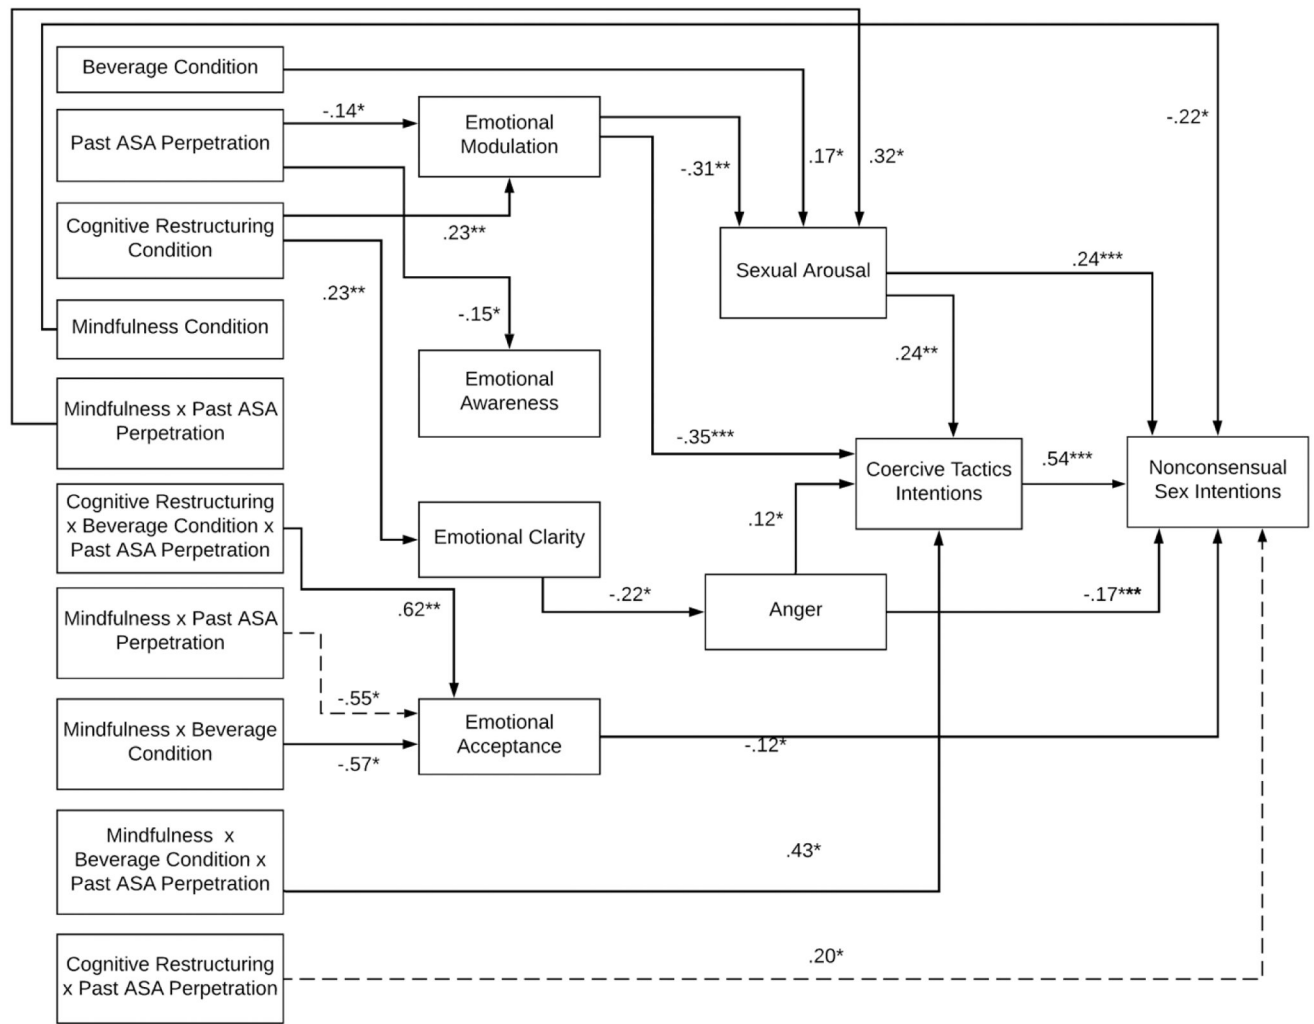 Beverage Condition
Past ASA Perpetration
Cognitive Restructuring
Condition
Mindfulness Condition
Mindfulness x Past ASA
Perpetration
Cognitive Restructuring
x Beverage Condition x
Past ASA Perpetration
Mindfulness x Past ASA
Perpetration
Mindfulness x Beverage
Condition
Mindfulness x
Beverage Condition x
Past ASA Perpetration
Cognitive Restructuring
x Past ASA Perpetration
-.14*
.23**
.23**
-.15*
.62**
-.55*
-.57*
Emotional
Modulation
Emotional
Awareness
Emotional Clarity
Emotional
Acceptance
-.31**
.17*
.32*
-.22*
Sexual Arousal
.24***
.24**
-.35***
Coercive Tactics
Intentions
.54***
Nonconsensual
Sex Intentions
.12*
-.22*
Anger
-.17***
-.12*
.43*
.20*